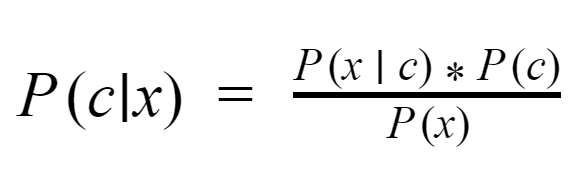 P(c|x) = P(x | c) * P(c) / P(x)